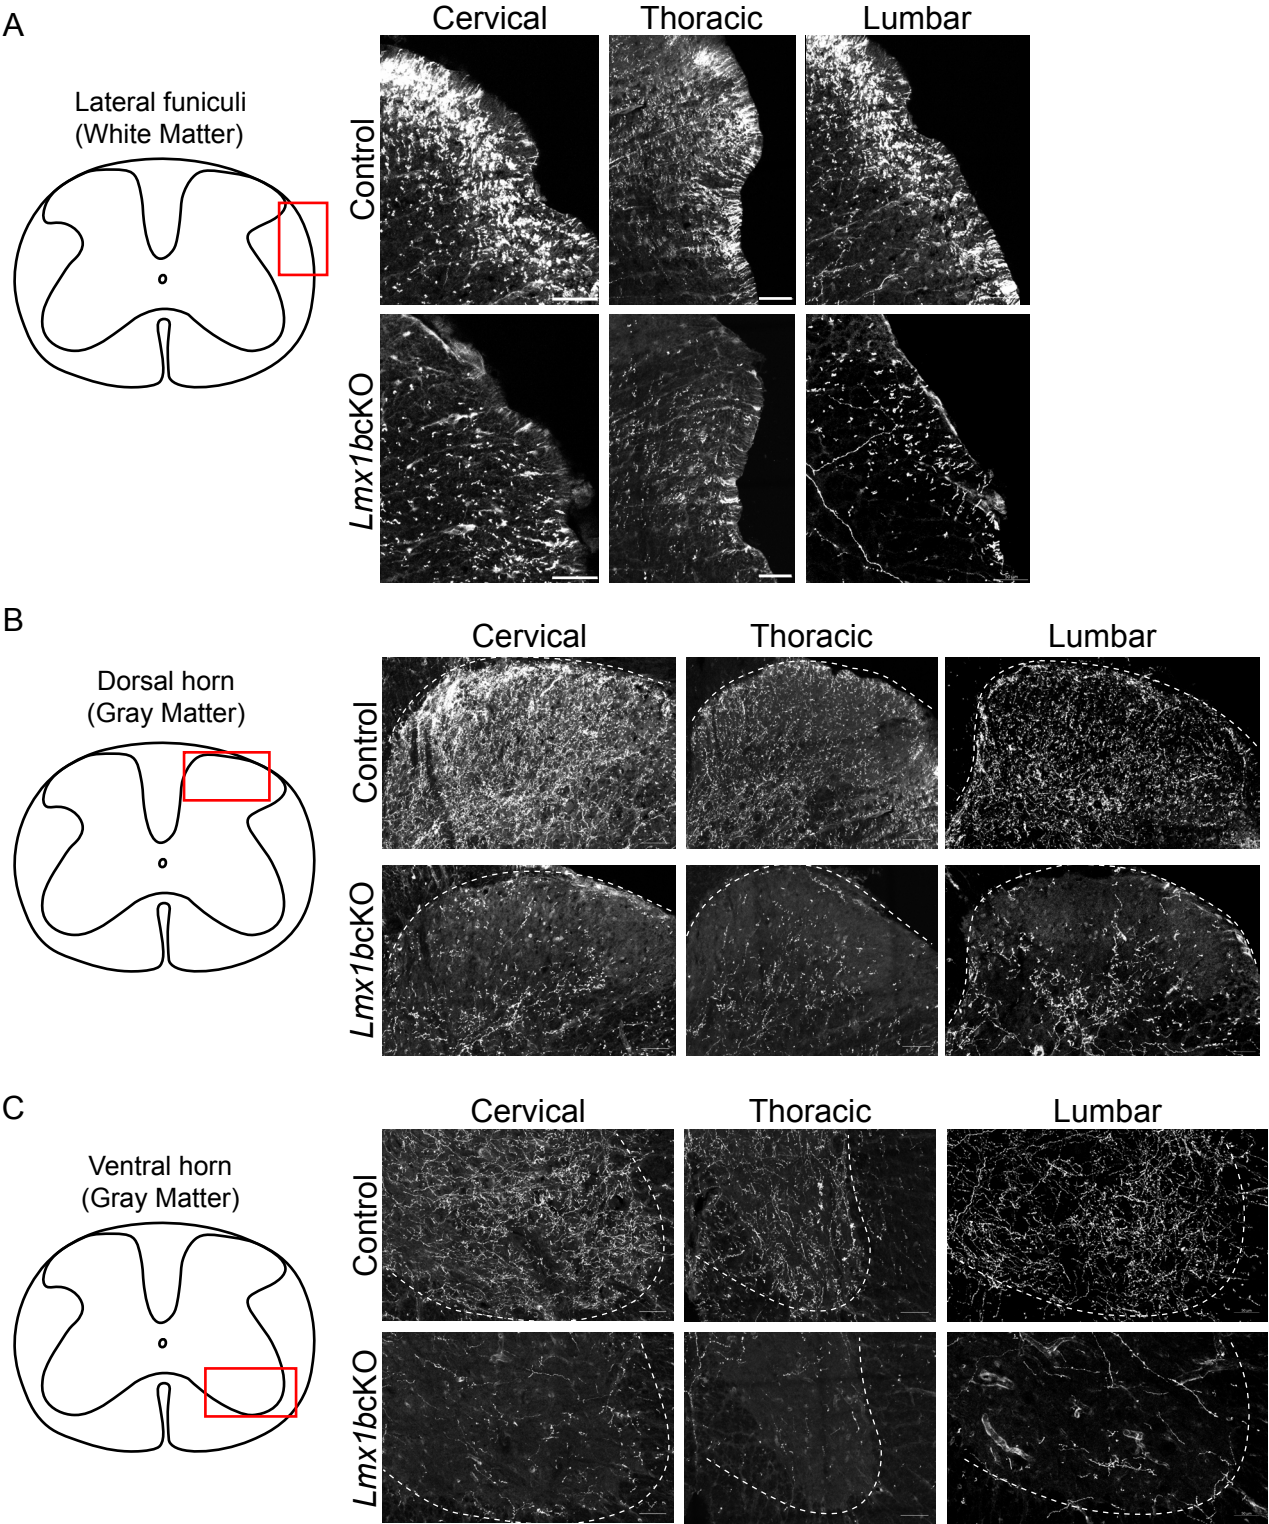 A
Cervical Thoracic Lumbar
Lateral funiculi
(White Matter)
Control
Lmx1bcKO
B
Cervical Thoracic Lumbar
Dorsal horn
(Gray Matter)
Control
Lmx1bcKO
C
Cervical Thoracic Lumbar
Ventral horn
(Gray Matter)
Control
Lmx1bcKO